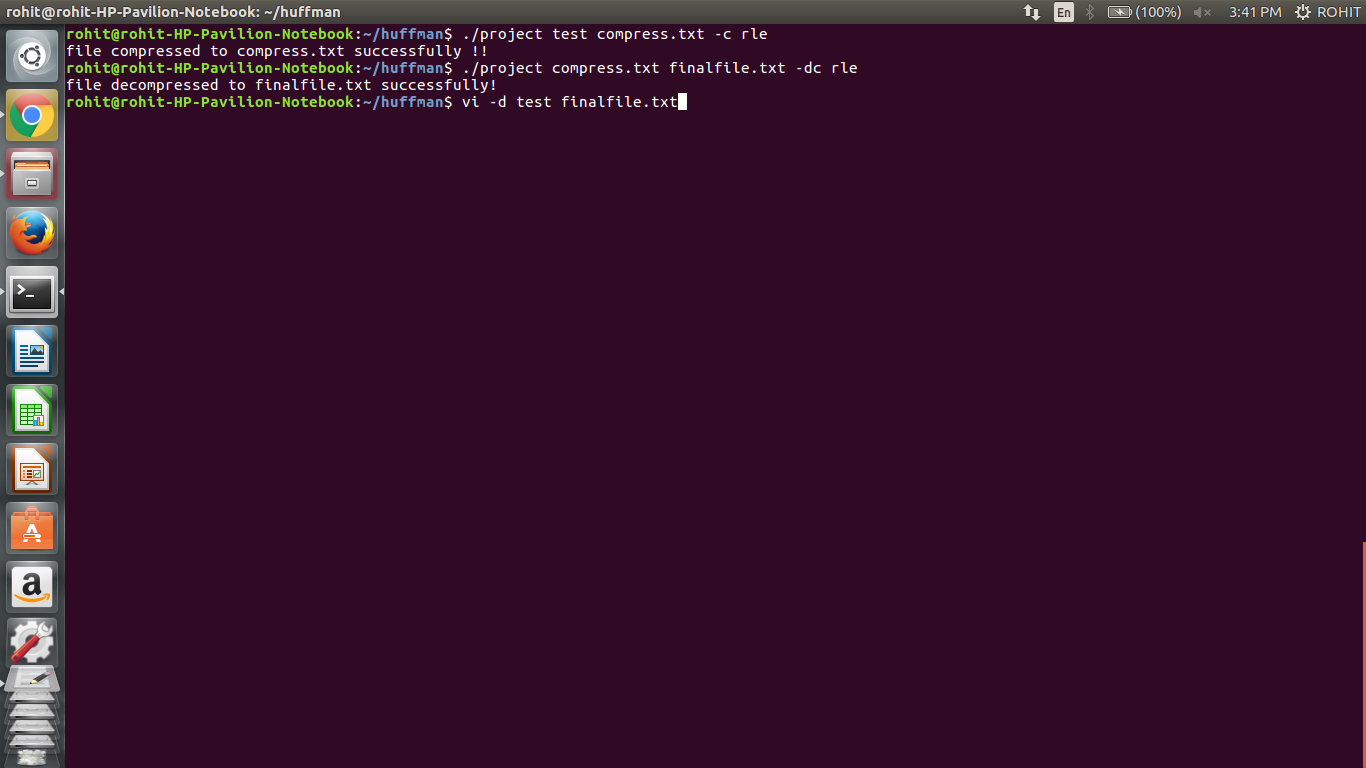 rohit@rohit-HP-Pavilion-Notebook: ~/huffman En (100%) 3:41 PM ROHIT
rohit@rohit-HP-Pavilion-Notebook:~/huffman$ ./project test compress.txt -c rle
file compressed to compress.txt successfully !!
rohit@rohit-HP-Pavilion-Notebook:~/huffman$ ./project compress.txt finalfile.txt -dc rle
file decompressed to finalfile.txt successfully!
rohit@rohit-HP-Pavilion-Notebook:~/huffman$ vi -d test finalfile.txt